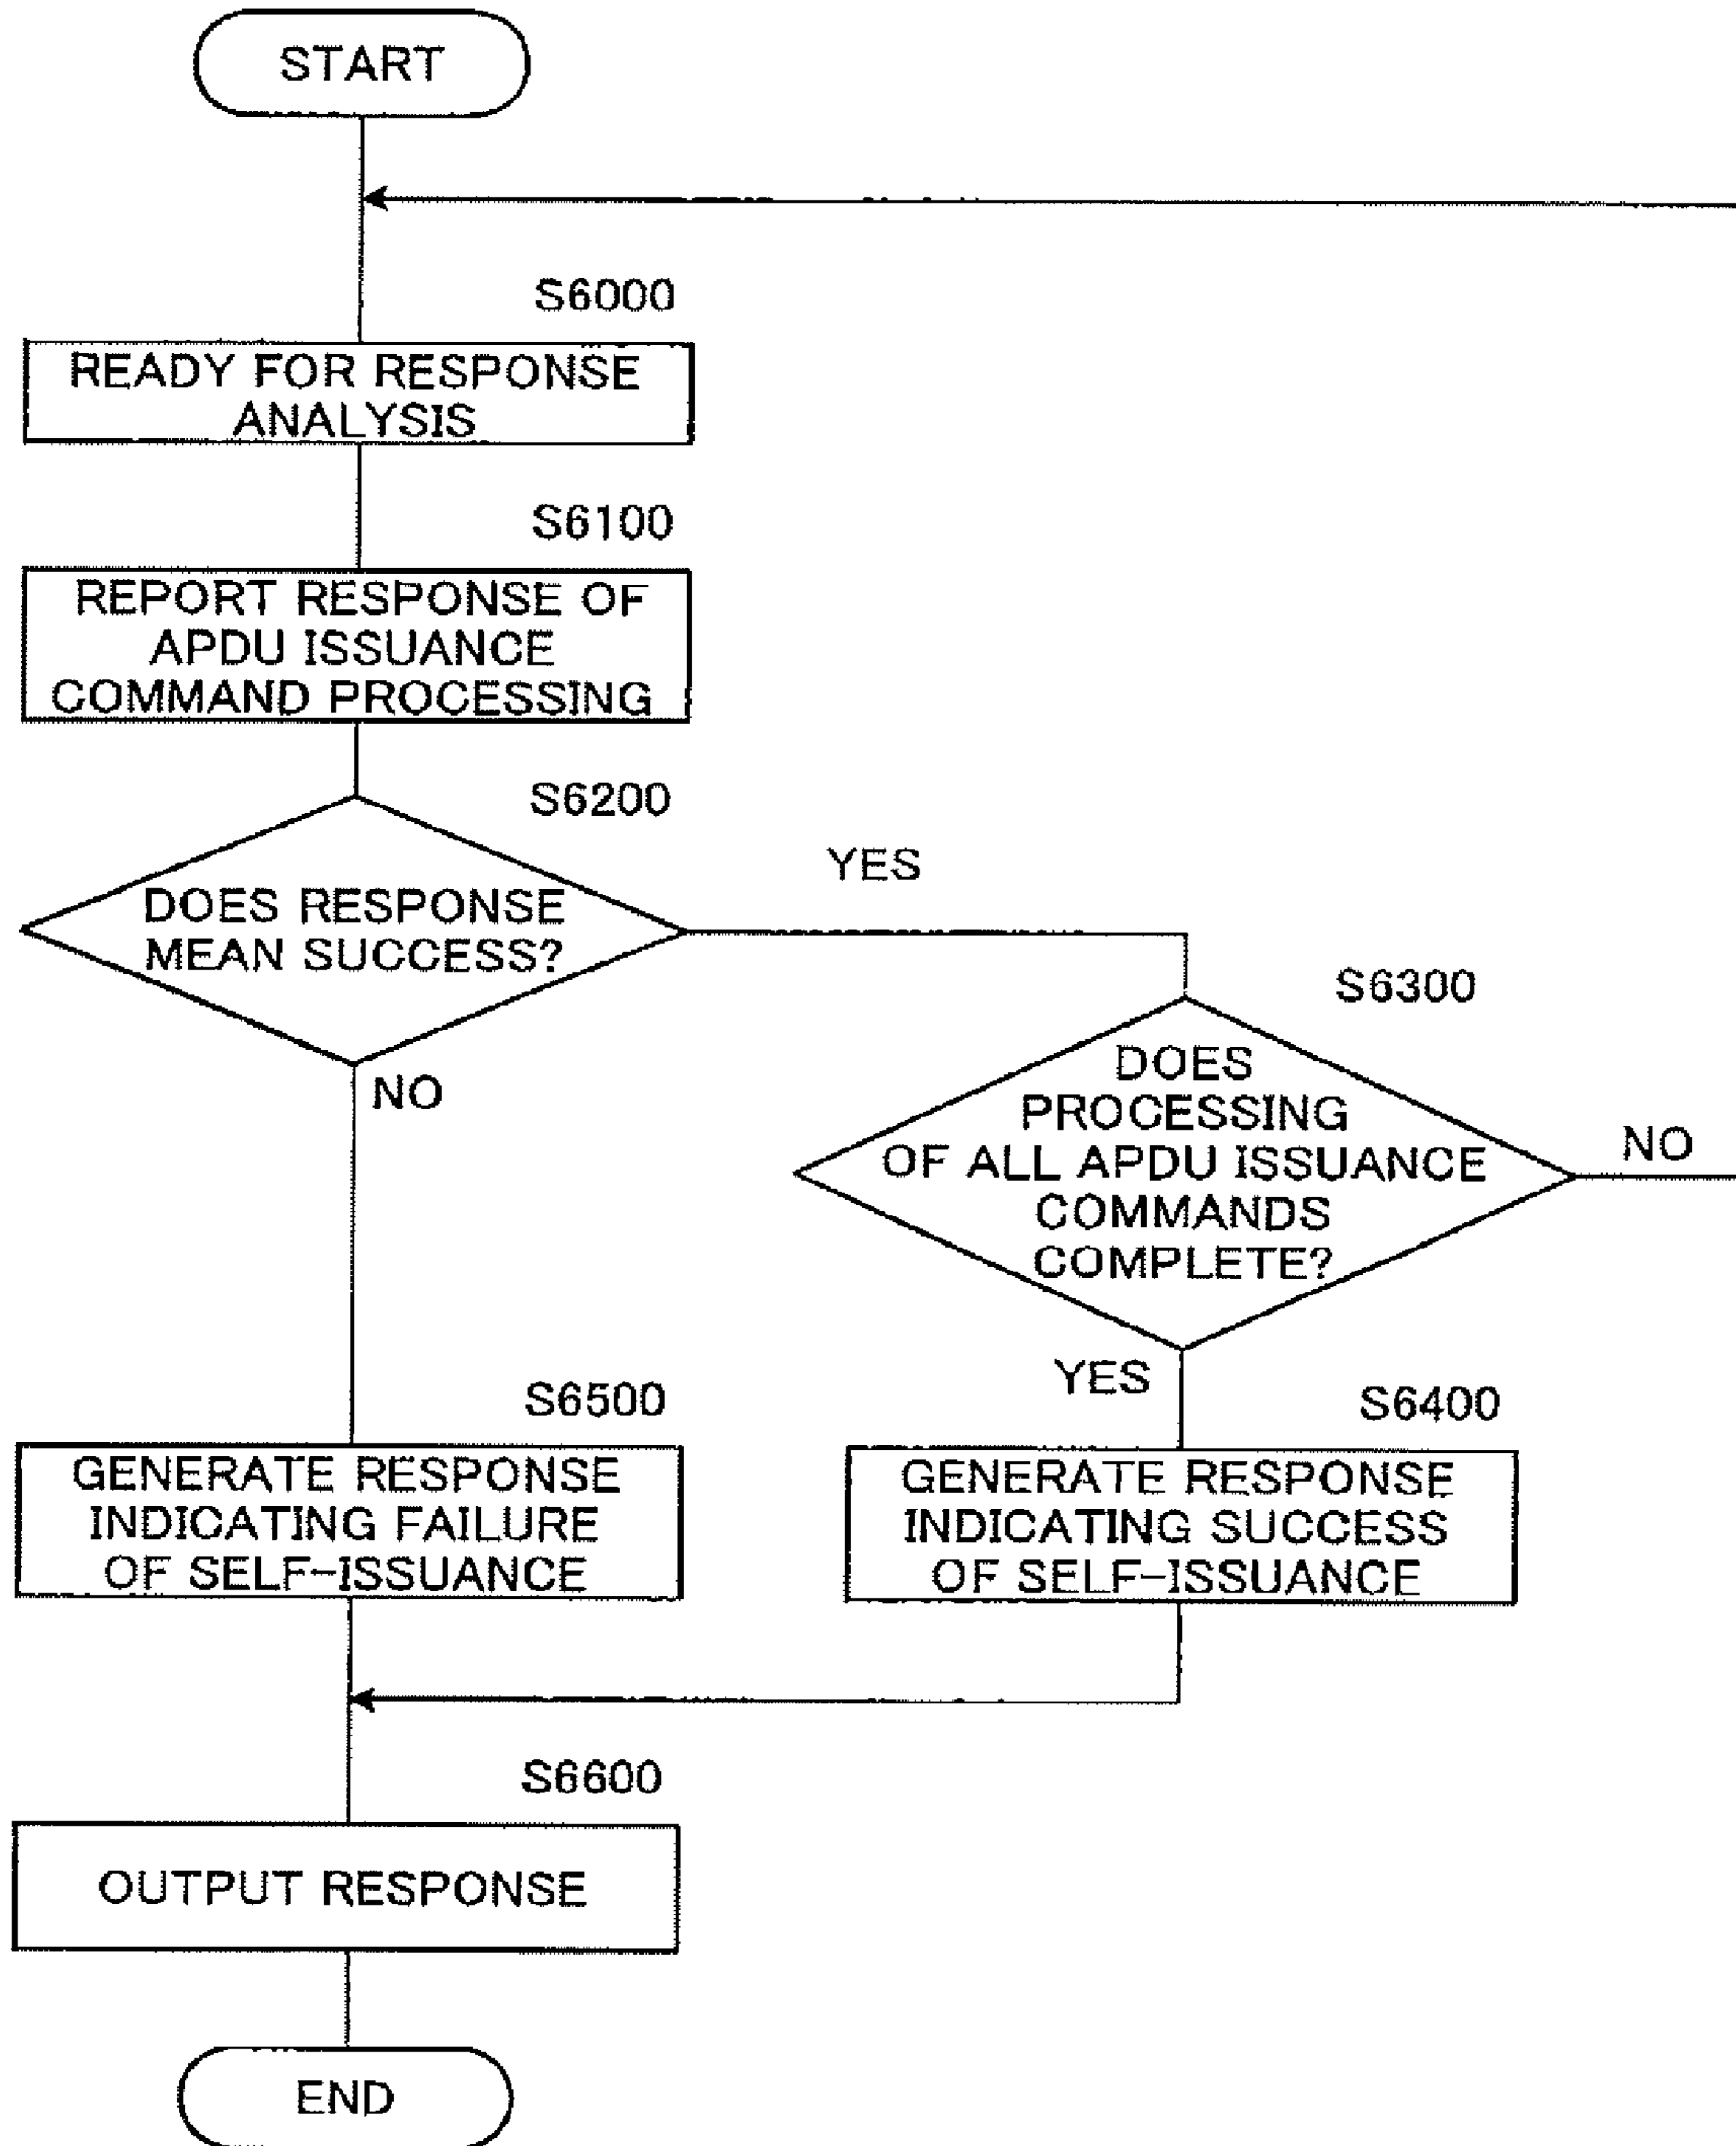 START
S6000
READY FOR RESPONSE
ANALYSIS
S6100
REPORT RESPONSE OF
APDU ISSUANCE
COMMAND PROCESSING
S6200
DOES RESPONSE
MEAN SUCCESS?
YES
NO
S6300
DOES
PROCESSING
OF ALL APDU ISSUANCE
COMMANDS
COMPLETE?
NO
YES
S6500
GENERATE RESPONSE
INDICATING FAILURE
OF SELF-ISSUANCE
S6400
GENERATE RESPONSE
INDICATING SUCCESS
OF SELF-ISSUANCE
S6600
OUTPUT RESPONSE
END